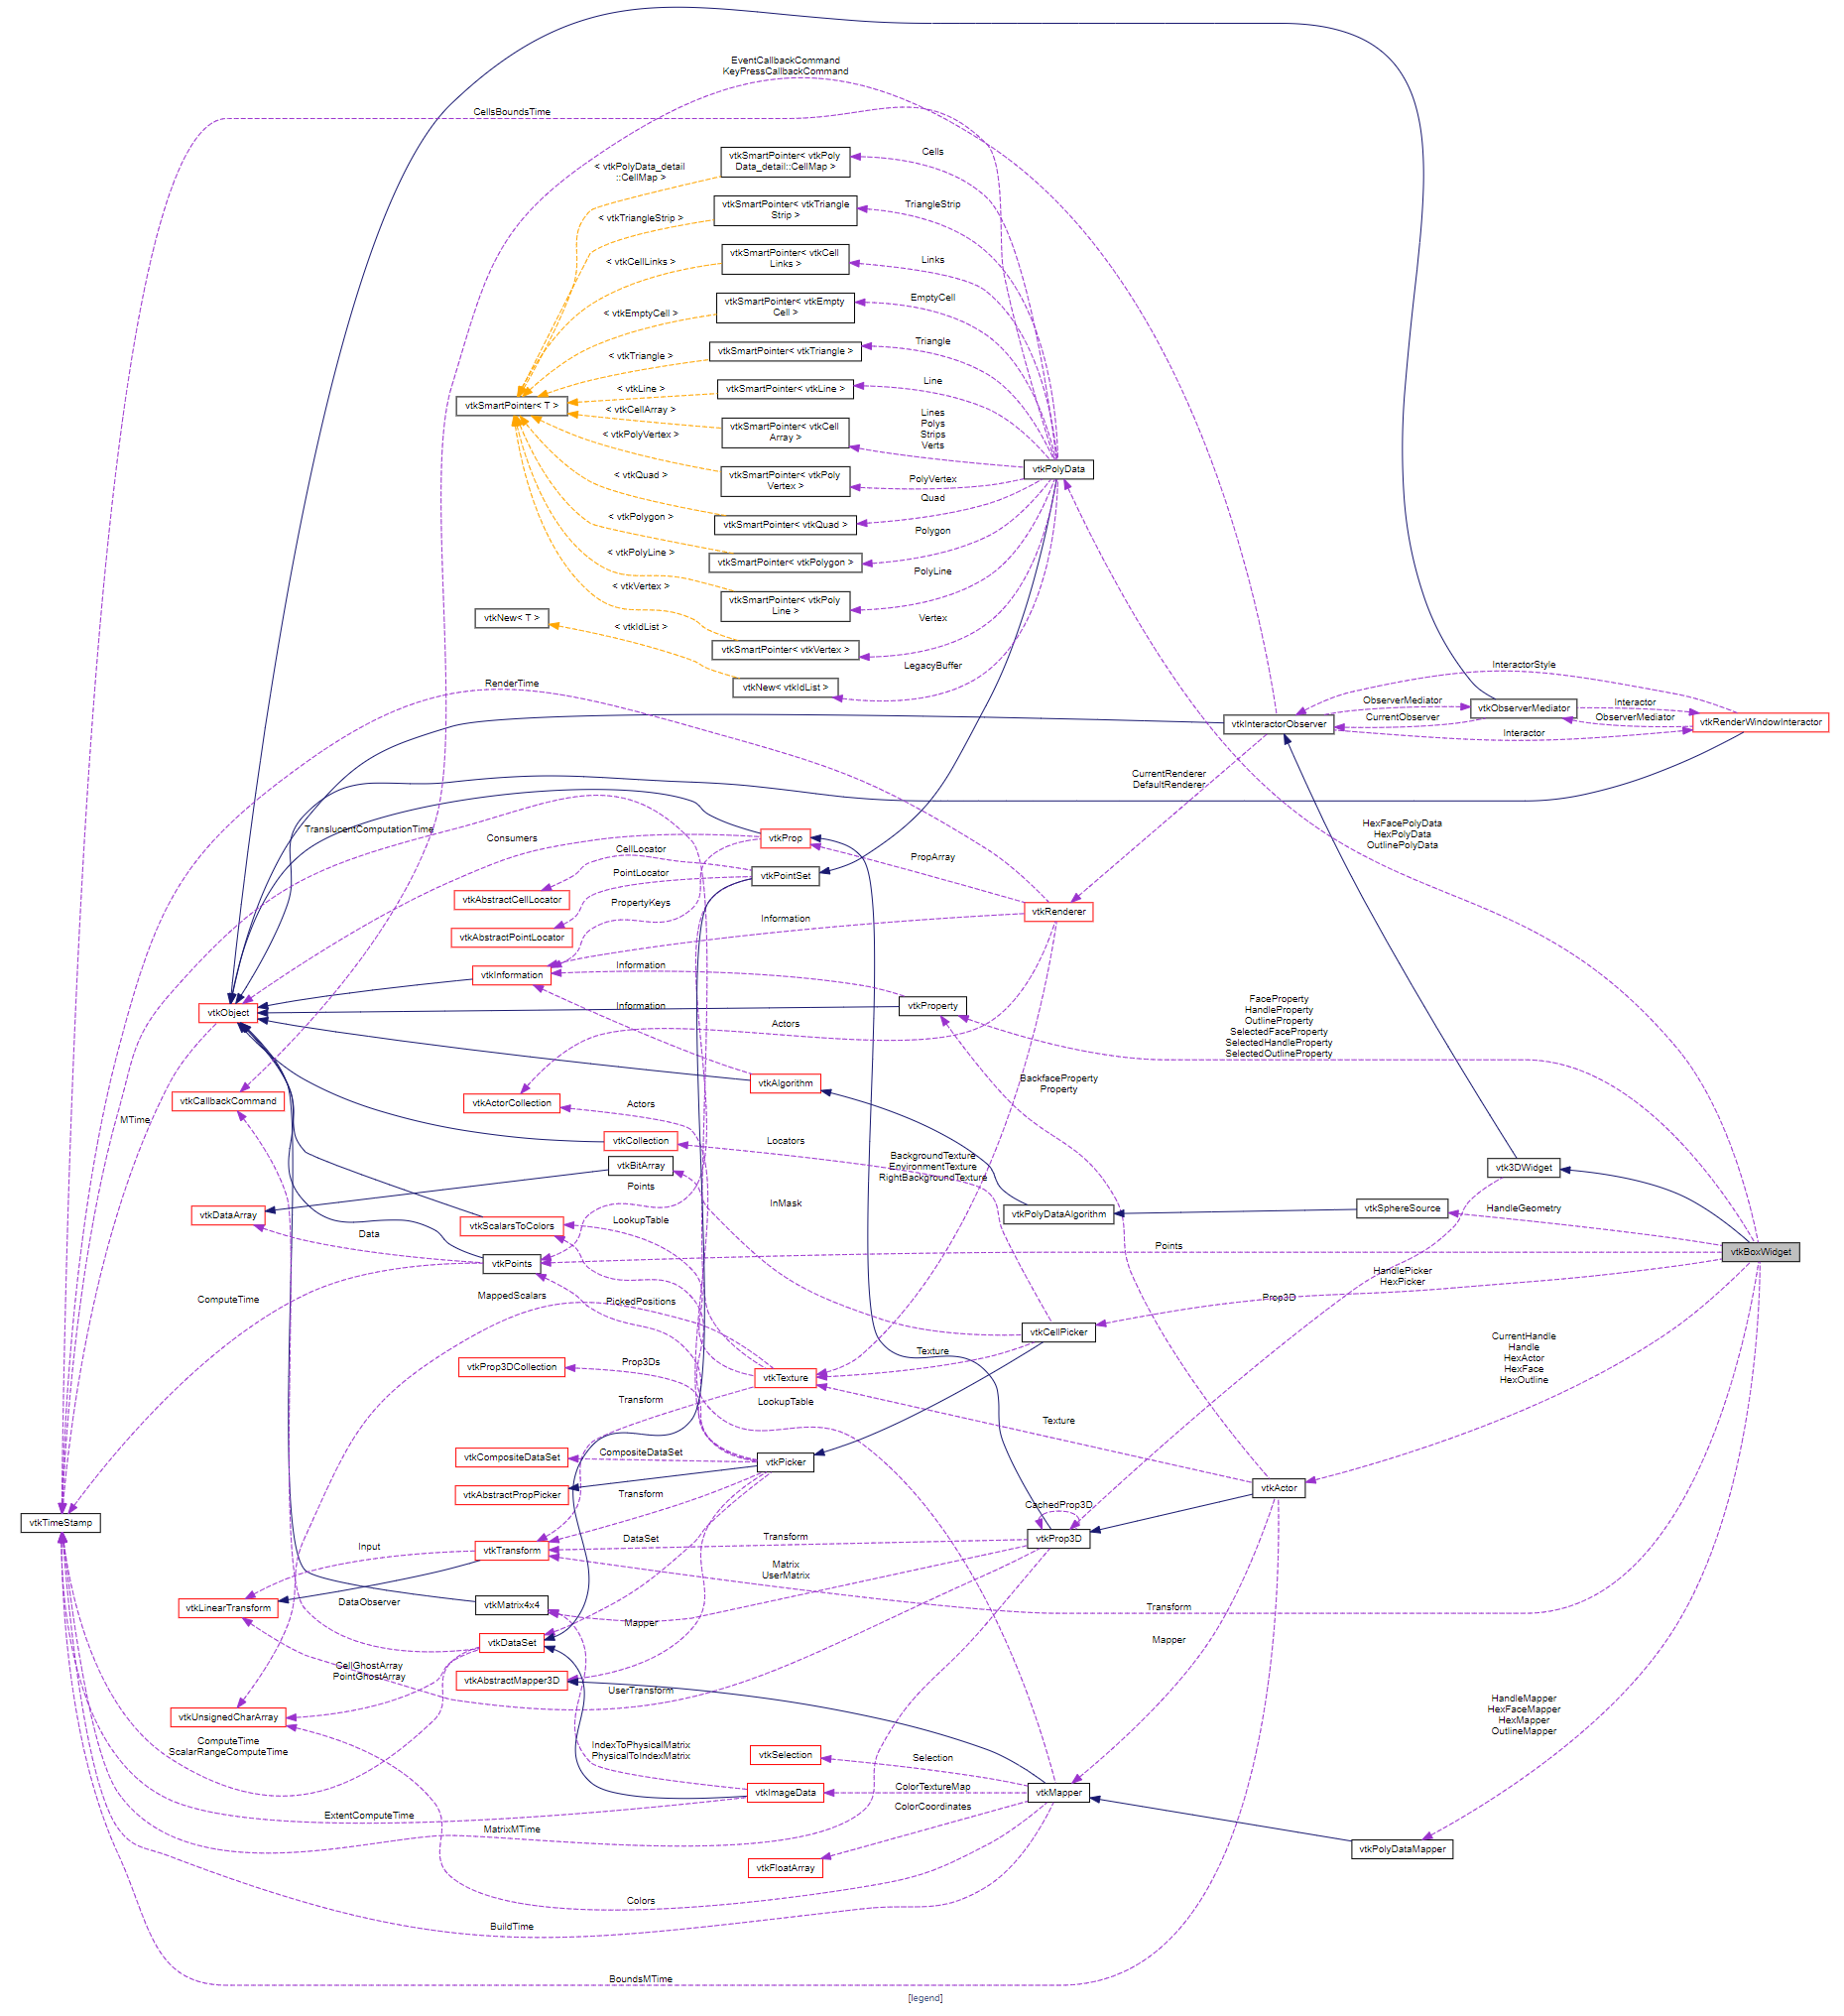 EventCallbackCommand
KeyPressCallbackCommand
CellsBoundsTime
Cells
vtkSmartPointer< vtkPoly
Data_detail::CellMap >
< vtkPolyData_detail
::CellMap >
TriangleStrip
vtkSmartPointer< vtkTriangle
Strip >
< vtkTriangleStrip >
vtkSmartPointer< vtkCell
Links >
< vtkCellLinks >
Links
EmptyCell
vtkSmartPointer< vtkEmpty
Cell >
< vtkEmptyCell >
Triangle
vtkSmartPointer< vtkTriangle >
< vtkTriangle >
Line
vtkSmartPointer< vtkLine >
< vtkLine >
vtkSmartPointer< T >
< vtkCellArray >
vtkSmartPointer< vtkCell
Array >
Lines
Polys
Strips
Verts
< vtkPolyVertex >
vtkPolyData
vtkSmartPointer< vtkPoly
Vertex >
PolyVertex
< vtkQuad >
Quad
vtkSmartPointer< vtkQuad >
< vtkPolygon >
Polygon
vtkSmartPointer< vtkPolygon >
< vtkPolyLine >
PolyLine
vtkSmartPointer< vtkPoly
Line >
< vtkVertex >
Vertex
vtkNew< T >
< vtkIdList >
vtkSmartPointer< vtkVertex >
LegacyBuffer
vtkNew< vtkIdList >
RenderTime
InteractorStyle
ObserverMediator
vtkObserverMediator
Interactor
vtkInteractorObserver
CurrentObserver
ObserverMediator
vtkRenderWindowInteractor
Interactor
CurrentRenderer
DefaultRenderer
HexFacePolyData
HexPolyData
OutlinePolyData
TranslucentComputationTime
Consumers
vtkProp
CellLocator
PropArray
PointLocator
vtkPointSet
vtkAbstractCellLocator
PropertyKeys
vtkRenderer
Information
vtkAbstractPointLocator
vtkInformation
Information
vtkProperty
Information
vtkObject
FaceProperty
HandleProperty
OutlineProperty
SelectedFaceProperty
SelectedHandleProperty
SelectedOutlineProperty
Actors
vtkAlgorithm
BackfaceProperty
Property
vtkCallbackCommand
vtkActorCollection
Actors
MTime
vtkCollection
Locators
vtkBitArray
BackgroundTexture
EnvironmentTexture
RightBackgroundTexture
vtk3DWidget
Points
InMask
vtkDataArray
vtkScalarsToColors
LookupTable
vtkPolyDataAlgorithm
vtkSphereSource
HandleGeometry
Data
vtkPoints
Points
vtkBoxWidget
HandlePicker
HexPicker
ComputeTime
MappedScalars
PickedPositions
Prop3D
vtkCellPicker
CurrentHandle
Handle
HexActor
HexFace
HexOutline
vtkProp3DCollection
Prop3Ds
Texture
vtkTexture
Transform
LookupTable
Texture
vtkCompositeDataSet
CompositeDataSet
vtkPicker
vtkAbstractPropPicker
Transform
vtkActor
CachedProp3D
vtkTimeStamp
vtkProp3D
Input
vtkTransform
DataSet
Transform
Matrix
UserMatrix
DataObserver
vtkLinearTransform
vtkMatrix4x4
Transform
Mapper
vtkDataSet
Mapper
CellGhostArray
PointGhostArray
vtkAbstractMapper3D
UserTransform
vtkUnsignedCharArray
HandleMapper
HexFaceMapper
HexMapper
OutlineMapper
ComputeTime
ScalarRangeComputeTime
IndexToPhysicalMatrix
PhysicalToIndexMatrix
vtkSelection
Selection
vtkImageData
ColorTextureMap
vtkMapper
ExtentComputeTime
ColorCoordinates
MatrixMTime
vtkPolyDataMapper
vtkFloatArray
Colors
BuildTime
BoundsMTime
[legend]